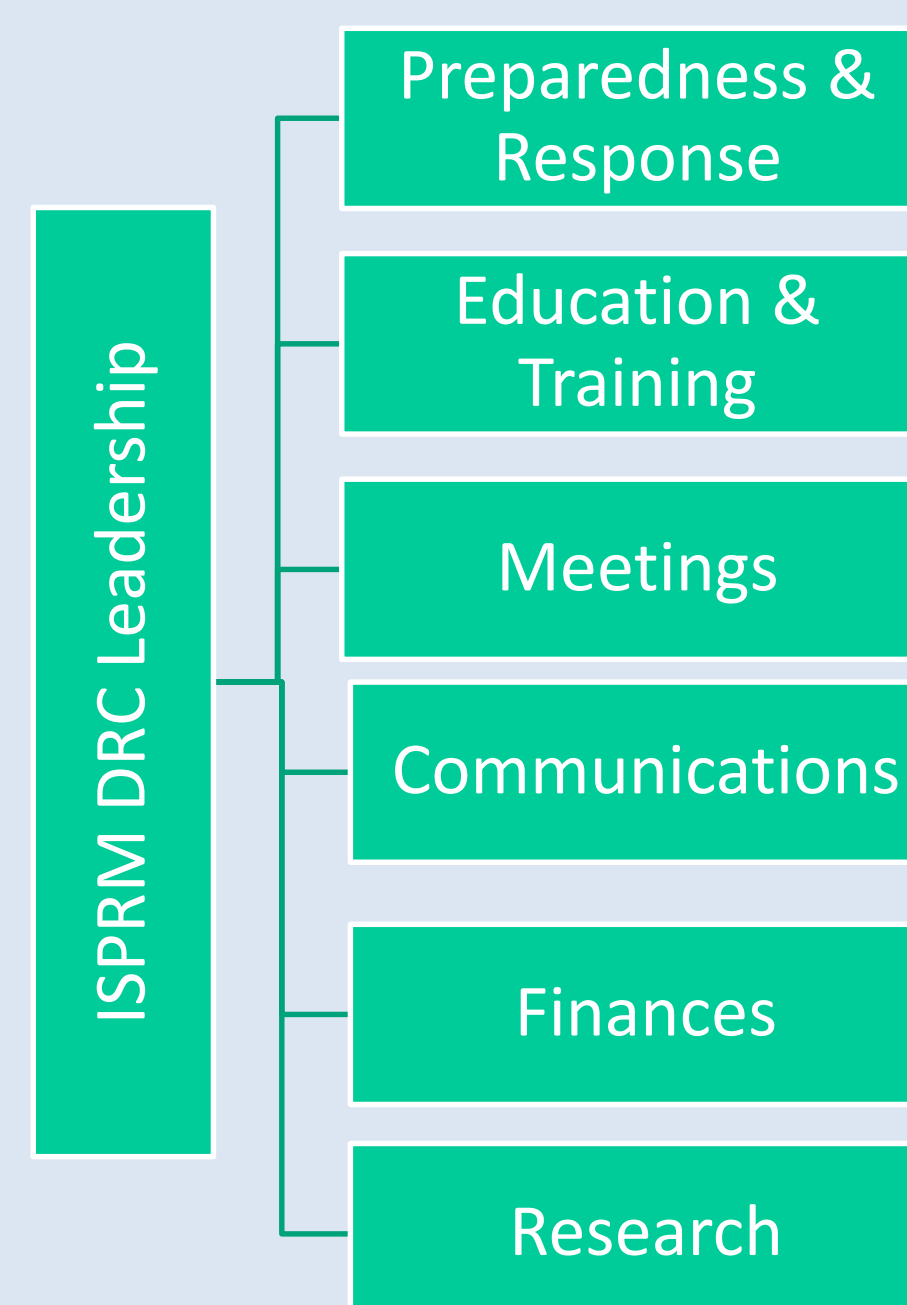 ISPRM DRC Leadership
Preparedness &
Response
Education &
Training
Meetings
Communications
Finances
Research